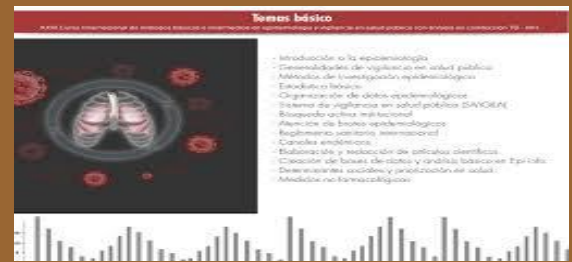 Temas básico
XXXII Curso Internacional de métodos básicos e intermedios en epidemiología y vigilancia en salud pública con énfasis en coinfección TB - VIH
- Introducción a la epidemiología
- Generalidades de vigilancia en salud pública
- Métodos de investigación epidemiológica
- Estadística básica
- Organización de datos epidemiológicos
- Sistema de vigilancia en salud pública (SIVIGILA)
- Búsqueda activa institucional
- Atención de brotes epidemiológicos
- Reglamento sanitario internacional
- Canales endémicos
- Elaboración y redacción de artículos científicos
- Creación de bases de datos y análisis básico en Epi info
- Determinantes sociales y priorización en salud
- Medidas no farmacológicas